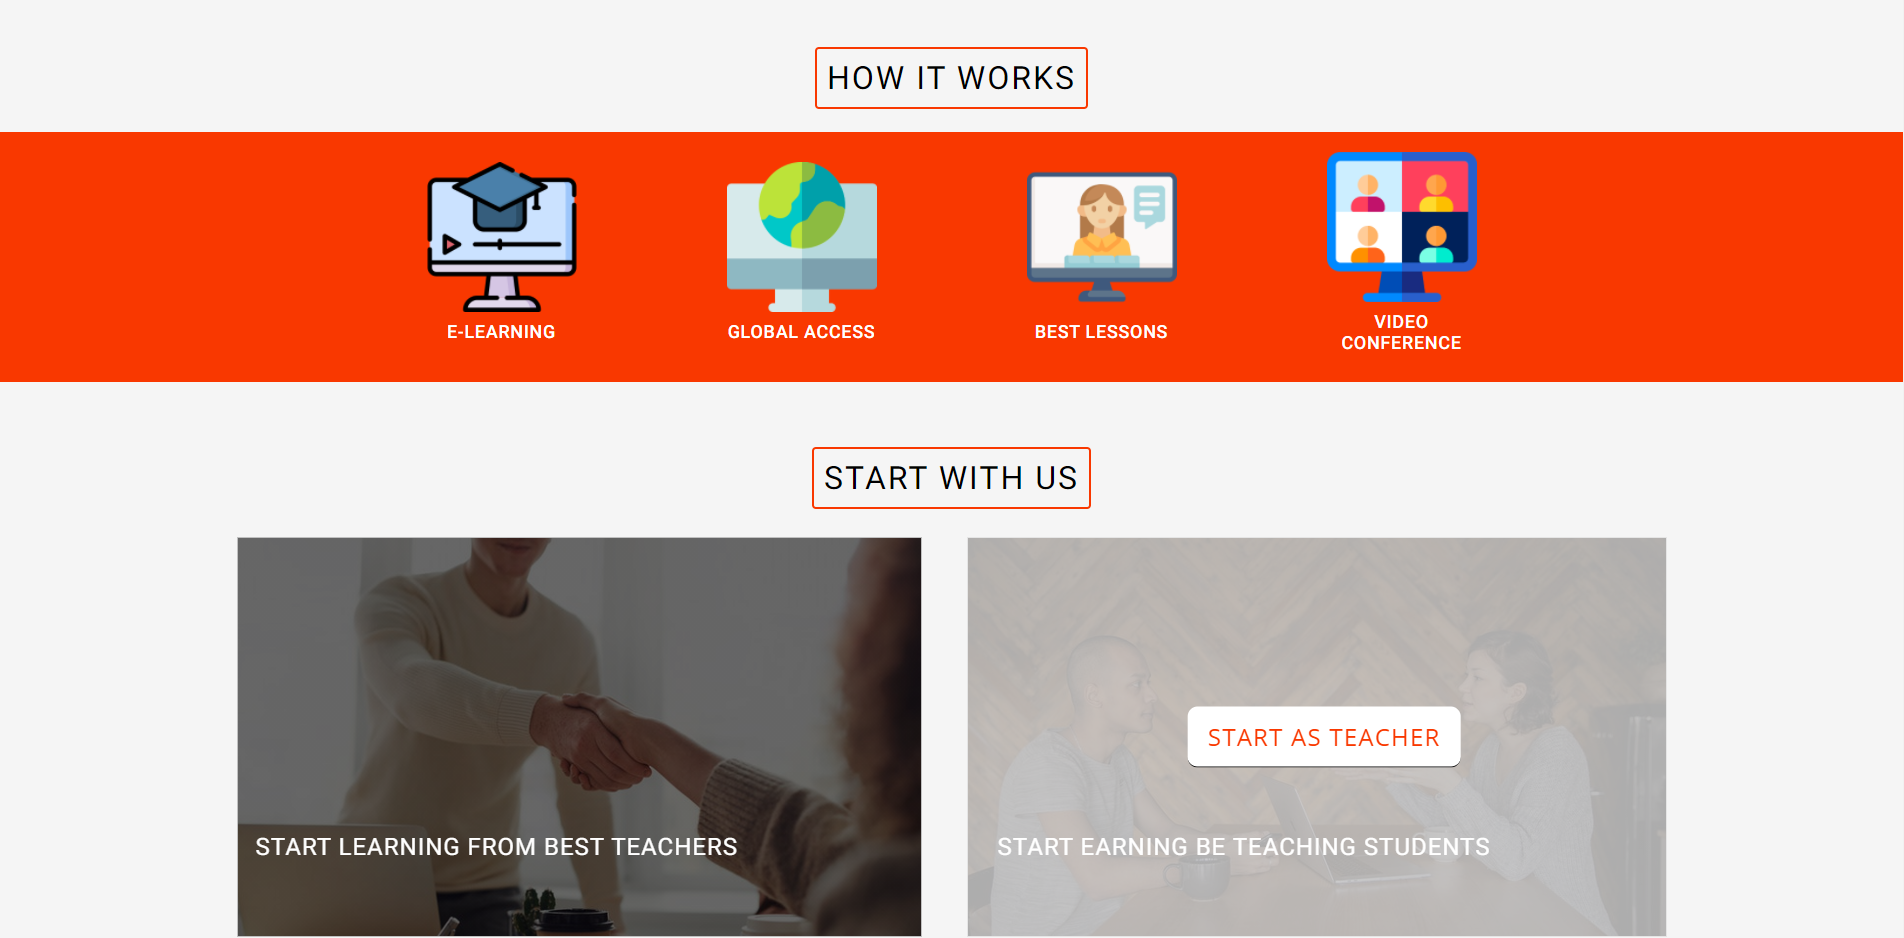 HOW IT WORKS
E-LEARNING
GLOBAL ACCESS
BEST LESSONS
VIDEO
CONFERENCE
START WITH US
START LEARNING FROM BEST TEACHERS
START AS TEACHER
START EARNING BE TEACHING STUDENTS